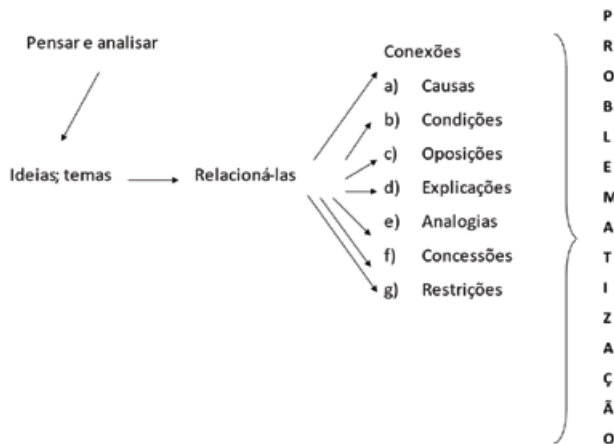 Pensar e analisar
Ideias; temas
Relacioná-las
Conexões
a) Causas
b) Condições
c) Oposições
d) Explicações
e) Analogias
f) Concessões
g) Restrições
P
R
O
B
L
E
M
A
T
I
Z
A
Ç
Ã
O